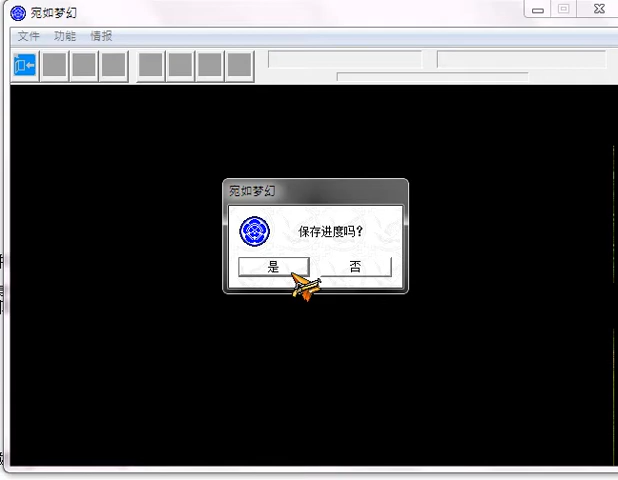 宛如梦幻
文件 功能 情报
宛如梦幻
保存进度吗?
是 否